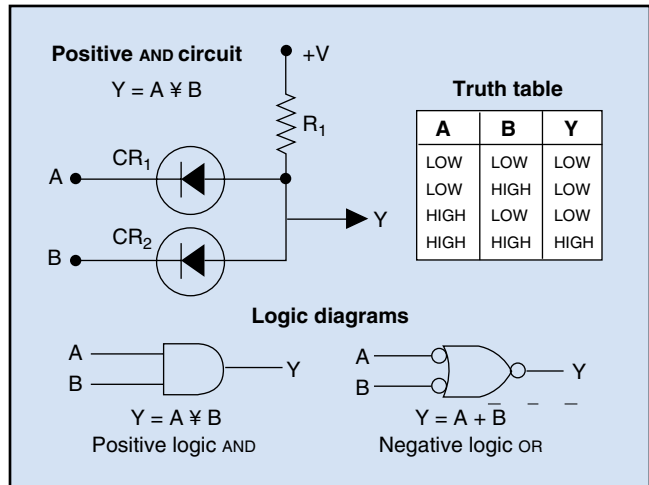 Positive AND circuit
Y = A ¥ B
+V
R1
CR1
A
Y
CR2
B
Truth table
A B Y
LOW LOW LOW
LOW HIGH LOW
HIGH LOW LOW
HIGH HIGH HIGH
Logic diagrams
A
B
Y
Y = A ¥ B
Positive logic AND
A
B
Y
_ _ _
Y = A + B
Negative logic OR